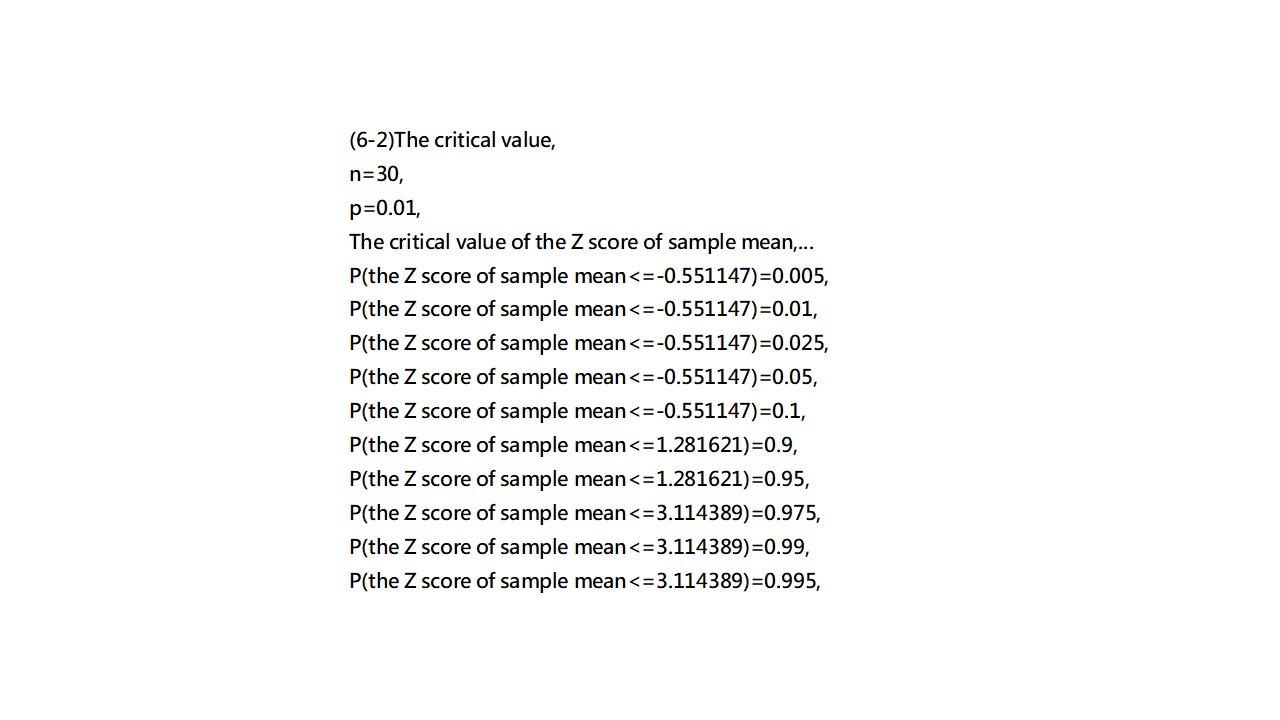 (6-2)The critical value,
n=30,
p=0.01,
The critical value of the Z score of sample mean,...
P(the Z score of sample mean<=-0.551147)=0.005,
P(the Z score of sample mean<=-0.551147)=0.01,
P(the Z score of sample mean<=-0.551147)=0.025,
P(the Z score of sample mean<=-0.551147)=0.05,
P(the Z score of sample mean<=-0.551147)=0.1,
P(the Z score of sample mean<=1.281621)=0.9,
P(the Z score of sample mean<=1.281621)=0.95,
P(the Z score of sample mean<=3.114389)=0.975,
P(the Z score of sample mean<=3.114389)=0.99,
P(the Z score of sample mean<=3.114389)=0.995,